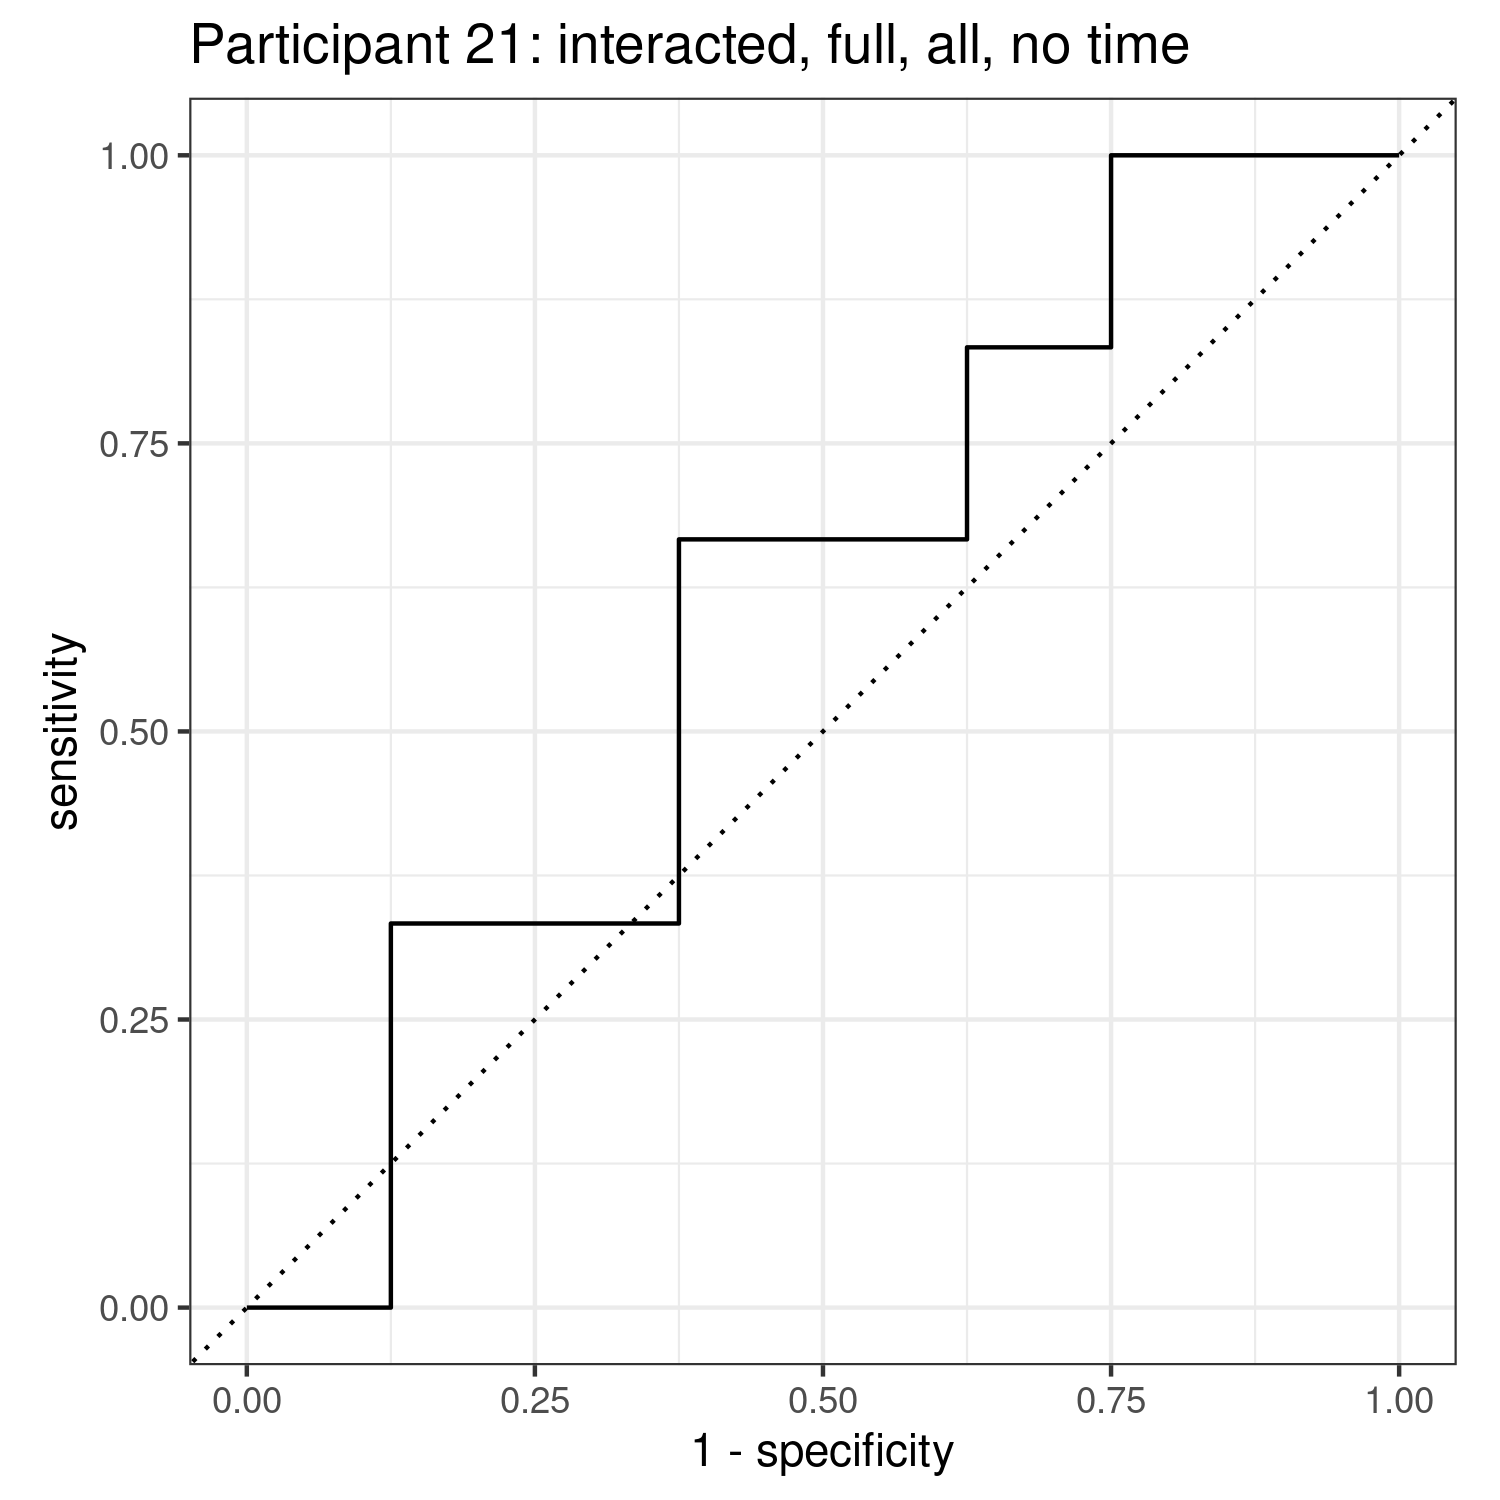 Participant 21: interacted, full, all, no time
1.00
0.75
0.50
0.25
0.00
sensitivity
0.00 0.25 0.50 0.75 1.00
1 - specificity